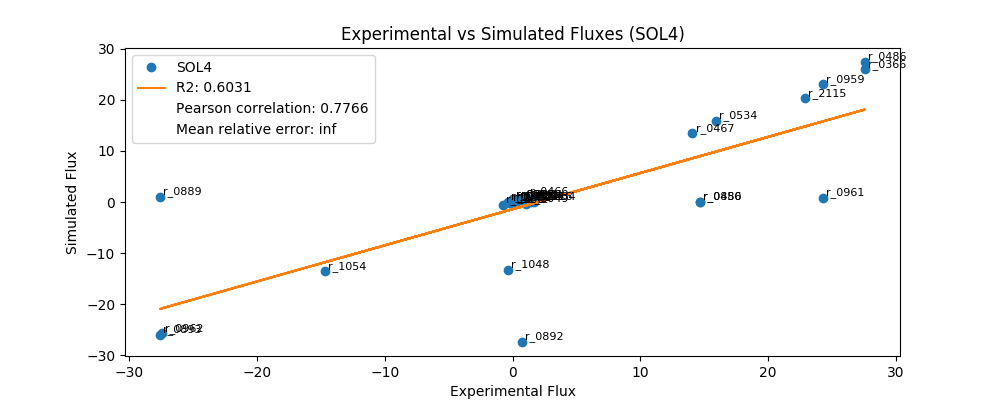 Experimental vs Simulated Fluxes (SOL4)
SOL4
R2: 0.6031
Pearson correlation: 0.7766
Mean relative error: inf
r_0486
r_0366
r_0959
r_2115
r_0534
r_0467
r_0889
r_0466
r_0961
r_1054
r_1048
r_0962
r_0892
30
20
10
0
−10
−20
−30
−30
−20
−10
0
10
20
30
Simulated Flux
Experimental Flux